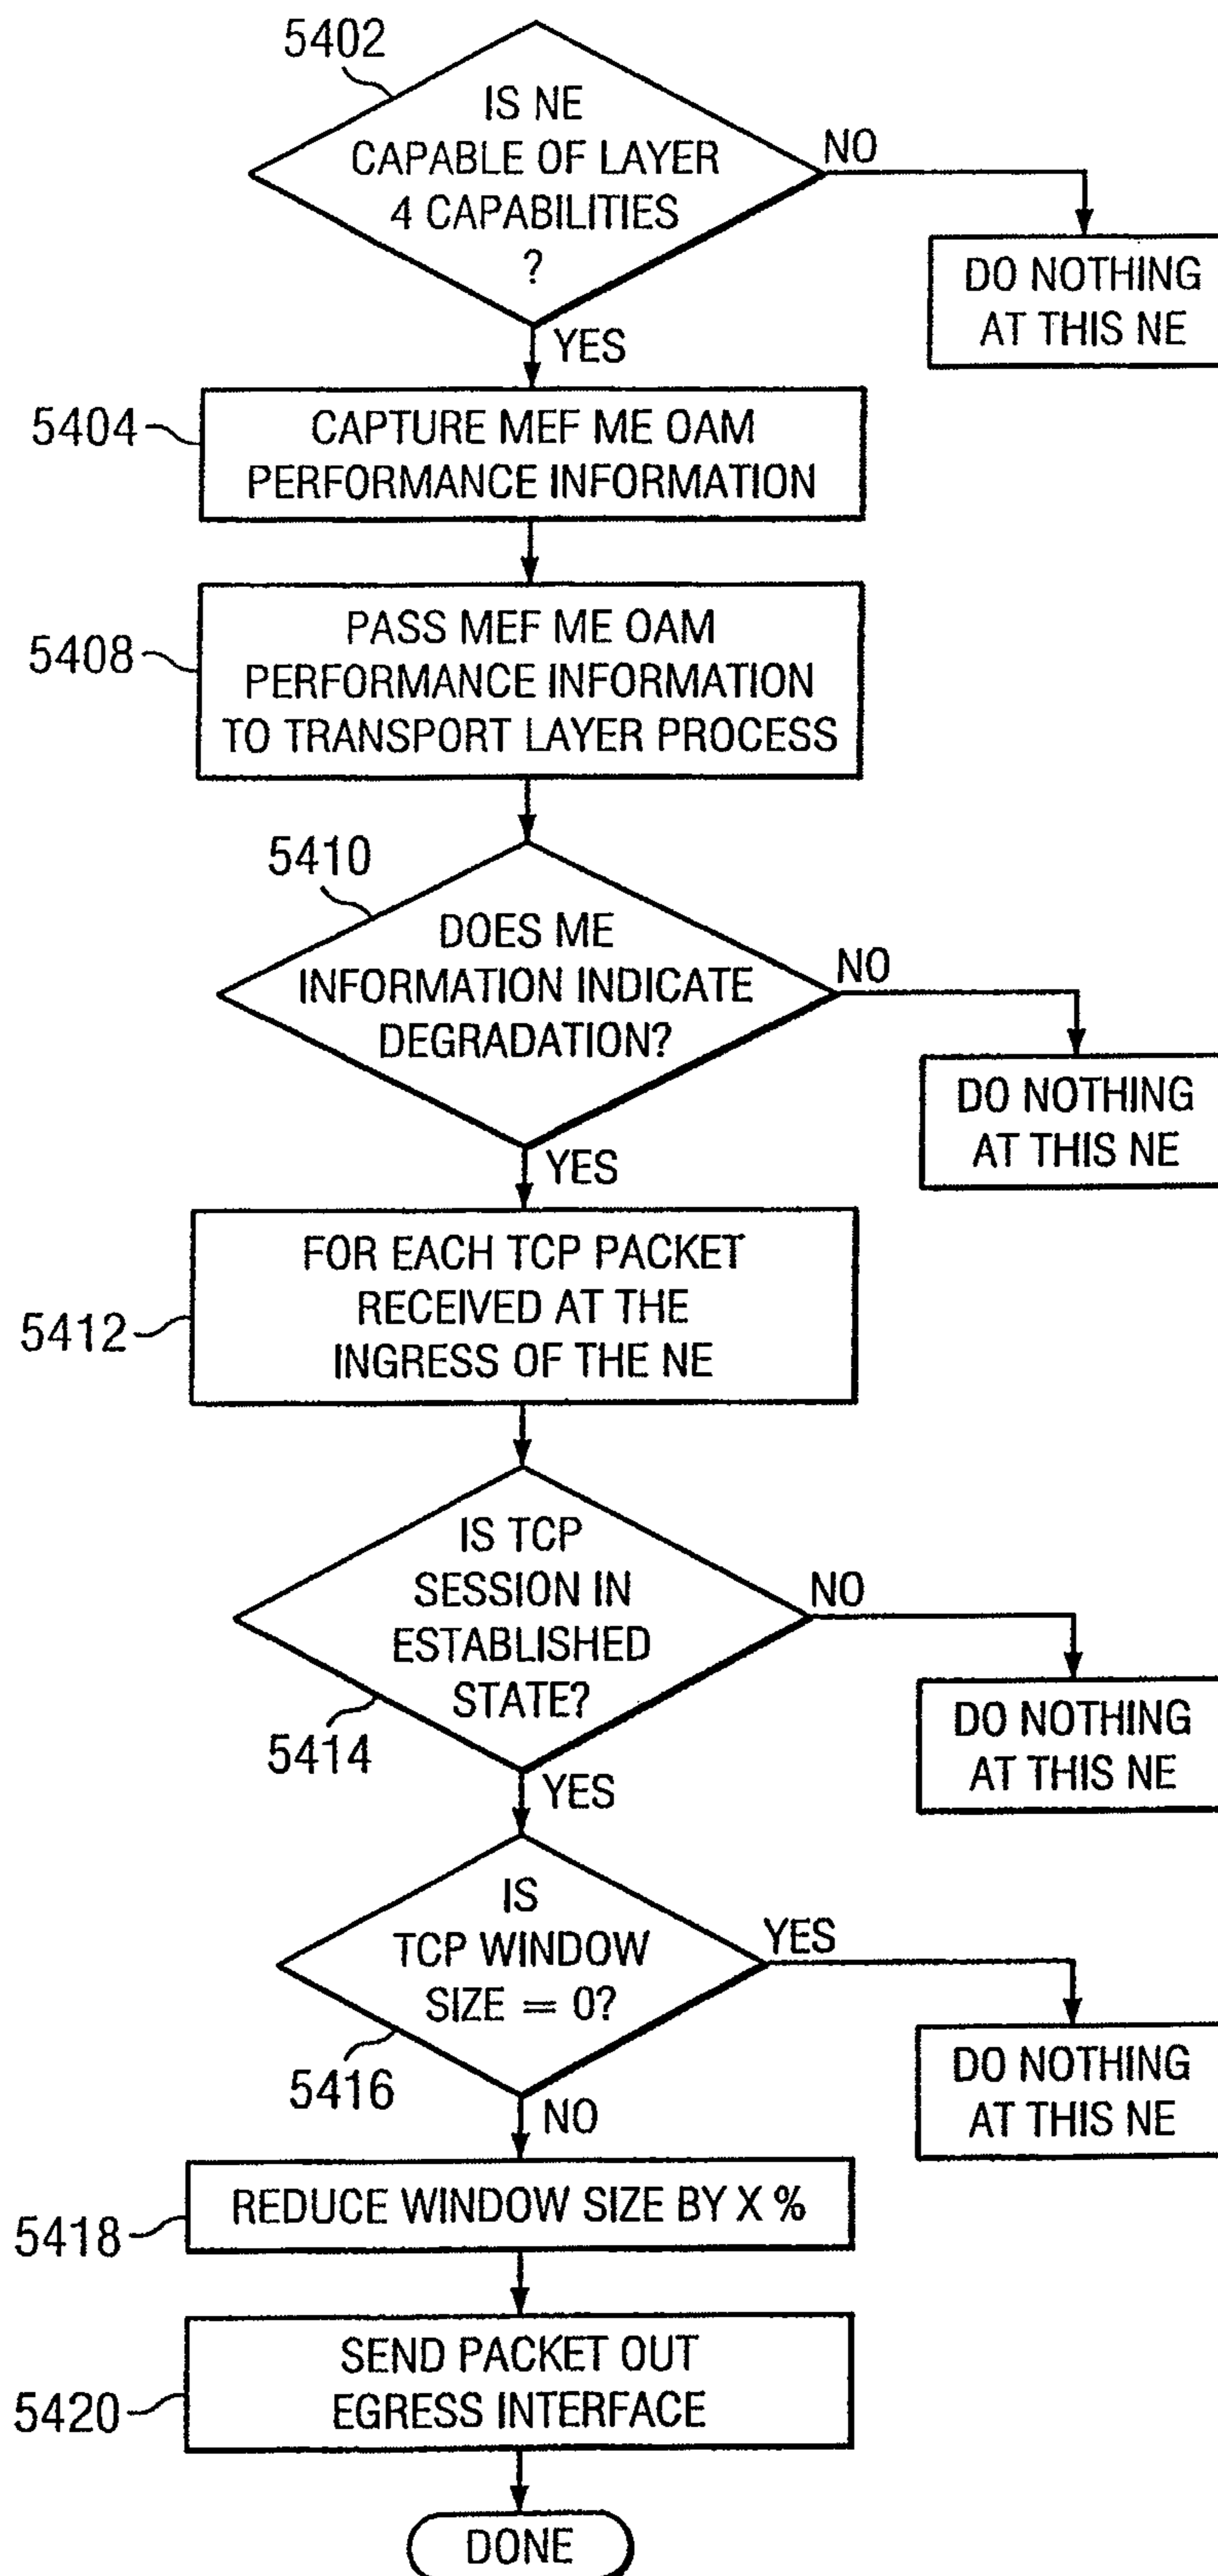 5402
IS NE
CAPABLE OF LAYER
4 CAPABILITIES
?
NO
DO NOTHING
AT THIS NE
YES
5404
CAPTURE MEF ME OAM
PERFORMANCE INFORMATION
5408
PASS MEF ME OAM
PERFORMANCE INFORMATION
TO TRANSPORT LAYER PROCESS
5410
DOES ME
INFORMATION INDICATE
DEGRADATION?
NO
DO NOTHING
AT THIS NE
YES
5412
FOR EACH TCP PACKET
RECEIVED AT THE
INGRESS OF THE NE
IS TCP
SESSION IN
ESTABLISHED
STATE?
5414
NO
DO NOTHING
AT THIS NE
YES
IS
TCP WINDOW
SIZE = 0?
5416
YES
DO NOTHING
AT THIS NE
NO
5418
REDUCE WINDOW SIZE BY X %
5420
SEND PACKET OUT
EGRESS INTERFACE
DONE